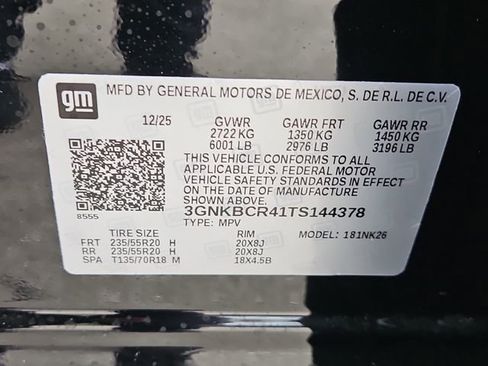 gm MFD BY GENERAL MOTORS DE MEXICO, S. DE R.L. DE C.V.
12/25 GVWR GAWR FRT GAWR RR
2722 KG 1350 KG 1450 KG
6001 LB 2976 LB 3196 LB
THIS VEHICLE CONFORMS TO ALL
APPLICABLE U.S. FEDERAL MOTOR
VEHICLE SAFETY STANDARDS IN EFFECT ON THE
DATE OF MANUFACTURE SHOWN ABOVE.
8555 3GNKBCR41TS144378
TYPE: MPV
TIRE SIZE RIM MODEL: 181NK26
FRT 235/55R20 H 20X8J
RR 235/55R20 H 20X8J
SPA T135/70R18 M 18X4.5B